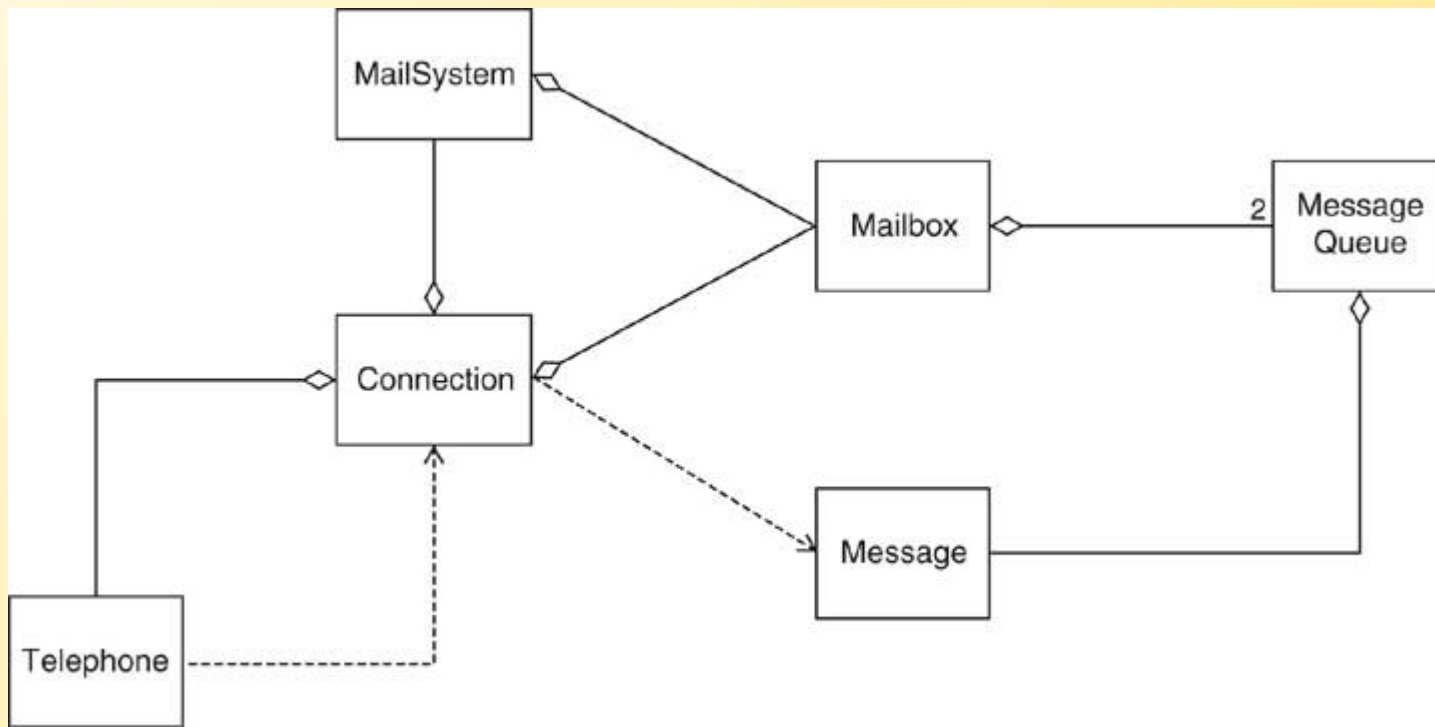 MailSystem
Mailbox
2
Message
Queue
Connection
Message
Telephone